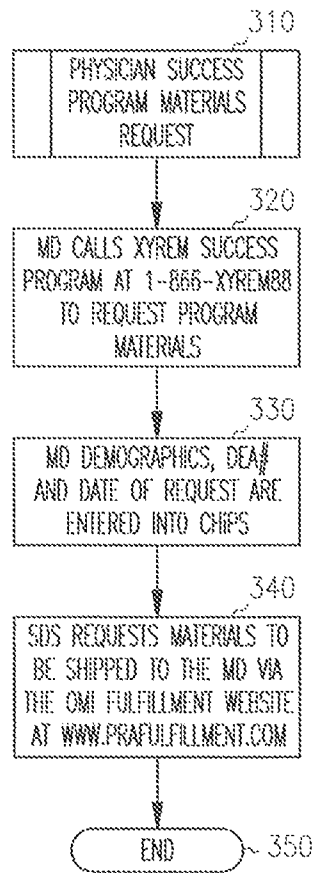 310
PHYSICIAN SUCCESS
PROGRAM MATERIALS
REQUEST
320
MD CALLS XYREM SUCCESS
PROGRAM AT 1-866-XYREM88
TO REQUEST PROGRAM
MATERIALS
330
MD DEMOGRAPHICS, DEA#
AND DATE OF REQUEST ARE
ENTERED INTO CHIPS
340
SDS REQUESTS MATERIALS TO
BE SHIPPED TO THE MD VIA
THE OMI FULFILLMENT WEBSITE
AT WWW.PRAFULFILLMENT.COM
END
350